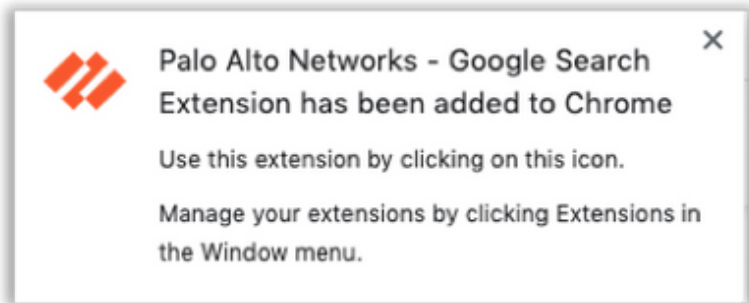 Palo Alto Networks - Google Search
Extension has been added to Chrome
Use this extension by clicking on this icon.
Manage your extensions by clicking Extensions in
the Window menu.